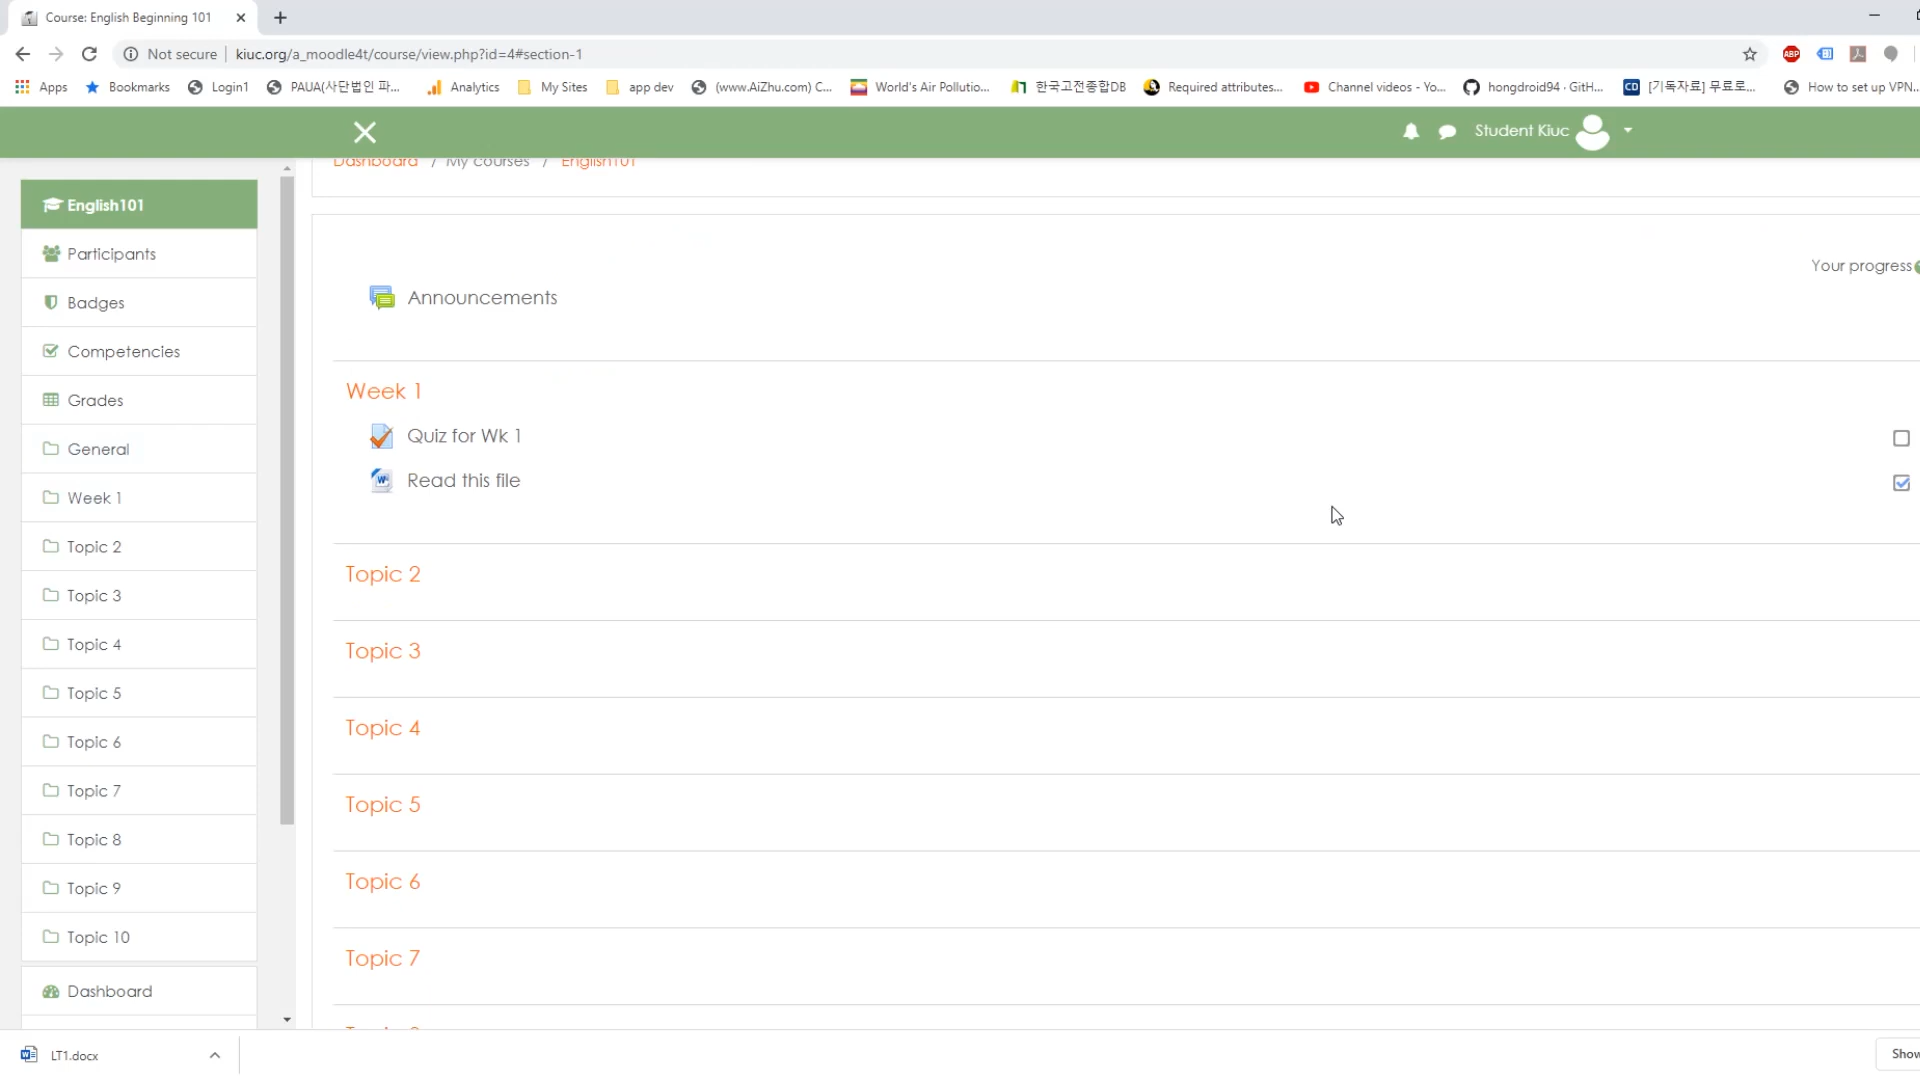 Course: English Beginning 101
Not secure
kiuc.org/a_moodle4t/course/view.php?id=4#section-1
ABP
Apps
Bookmarks
Login1
PAUA(사단법인 파...
Analytics
My Sites
app dev
(www.AiZhu.com) C...
World's Air Pollutio...
한국고전종합DB
Required attributes...
Channel videos - Yo...
hongdroid94 · GitH...
CD
[기독자료] 무료로...
How to set up VPN...
Student Kiuc
Dashboard / My courses / English101
English101
Participants
Badges
Competencies
Grades
General
Week 1
Topic 2
Topic 3
Topic 4
Topic 5
Topic 6
Topic 7
Topic 8
Topic 9
Topic 10
Dashboard
Your progress
Announcements
Week 1
Quiz for Wk 1
Read this file
Topic 2
Topic 3
Topic 4
Topic 5
Topic 6
Topic 7
LT1.docx
Show